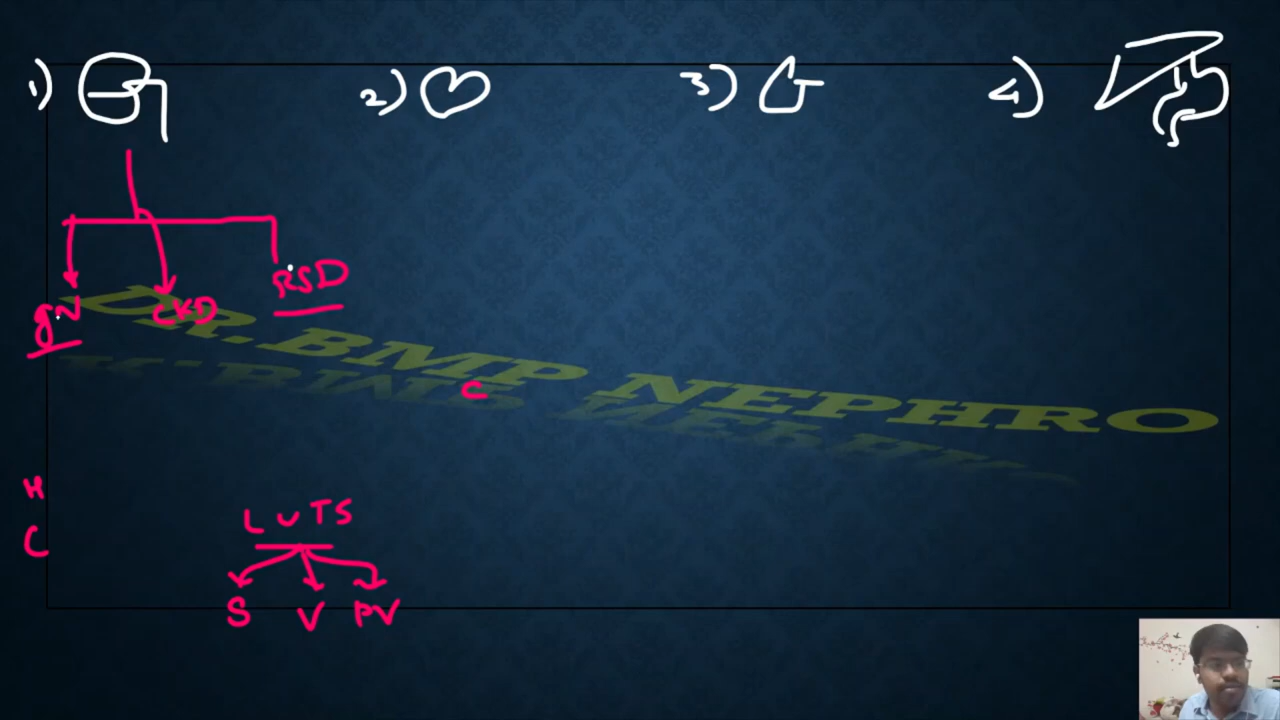 1)
2)
3)
4)
GN CKD RSD
DR.BMP NEPHRO
C
H
C
LUTS
S V PV